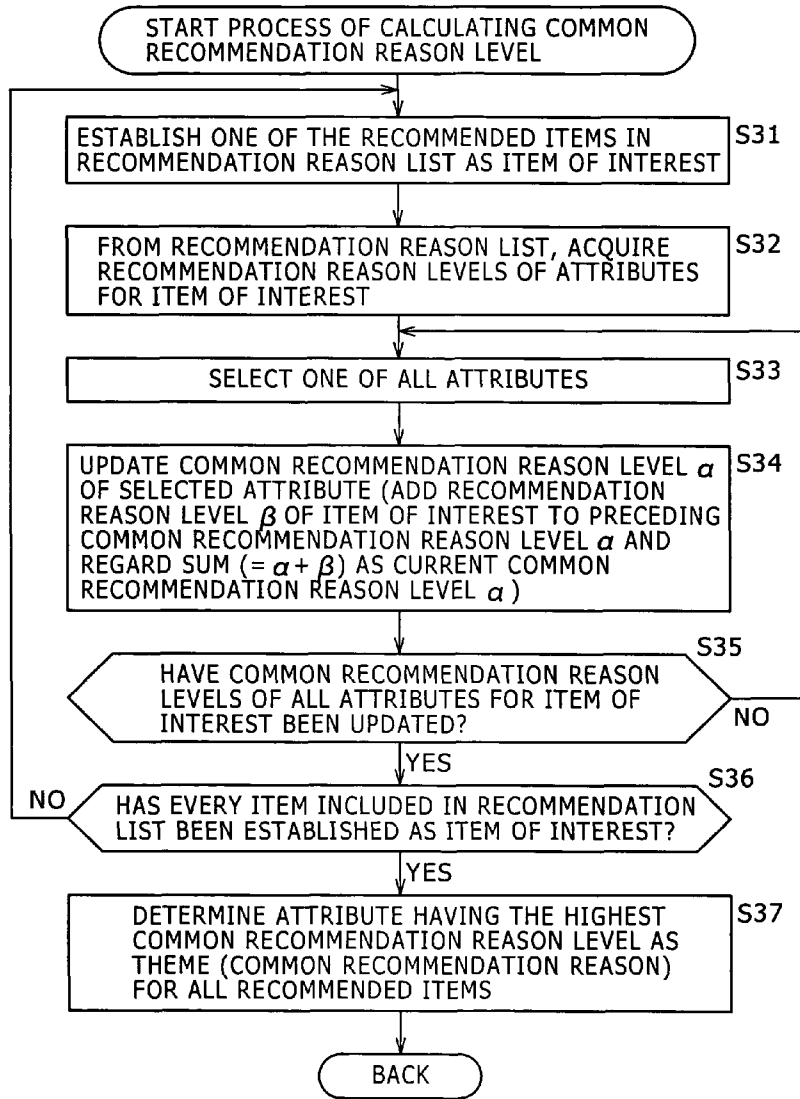 START PROCESS OF CALCULATING COMMON
RECOMMENDATION REASON LEVEL
ESTABLISH ONE OF THE RECOMMENDED ITEMS IN
RECOMMENDATION REASON LIST AS ITEM OF INTEREST
S31
FROM RECOMMENDATION REASON LIST, ACQUIRE
RECOMMENDATION REASON LEVELS OF ATTRIBUTES
FOR ITEM OF INTEREST
S32
SELECT ONE OF ALL ATTRIBUTES
S33
UPDATE COMMON RECOMMENDATION REASON LEVEL α
OF SELECTED ATTRIBUTE (ADD RECOMMENDATION
REASON LEVEL β OF ITEM OF INTEREST TO PRECEDING
COMMON RECOMMENDATION REASON LEVEL α AND
REGARD SUM (= α + β) AS CURRENT COMMON
RECOMMENDATION REASON LEVEL α)
S34
S35
HAVE COMMON RECOMMENDATION REASON
LEVELS OF ALL ATTRIBUTES FOR ITEM OF
INTEREST BEEN UPDATED?
NO
YES
S36
NO
HAS EVERY ITEM INCLUDED IN RECOMMENDATION
LIST BEEN ESTABLISHED AS ITEM OF INTEREST?
YES
S37
DETERMINE ATTRIBUTE HAVING THE HIGHEST
COMMON RECOMMENDATION REASON LEVEL AS
THEME (COMMON RECOMMENDATION REASON)
FOR ALL RECOMMENDED ITEMS
BACK